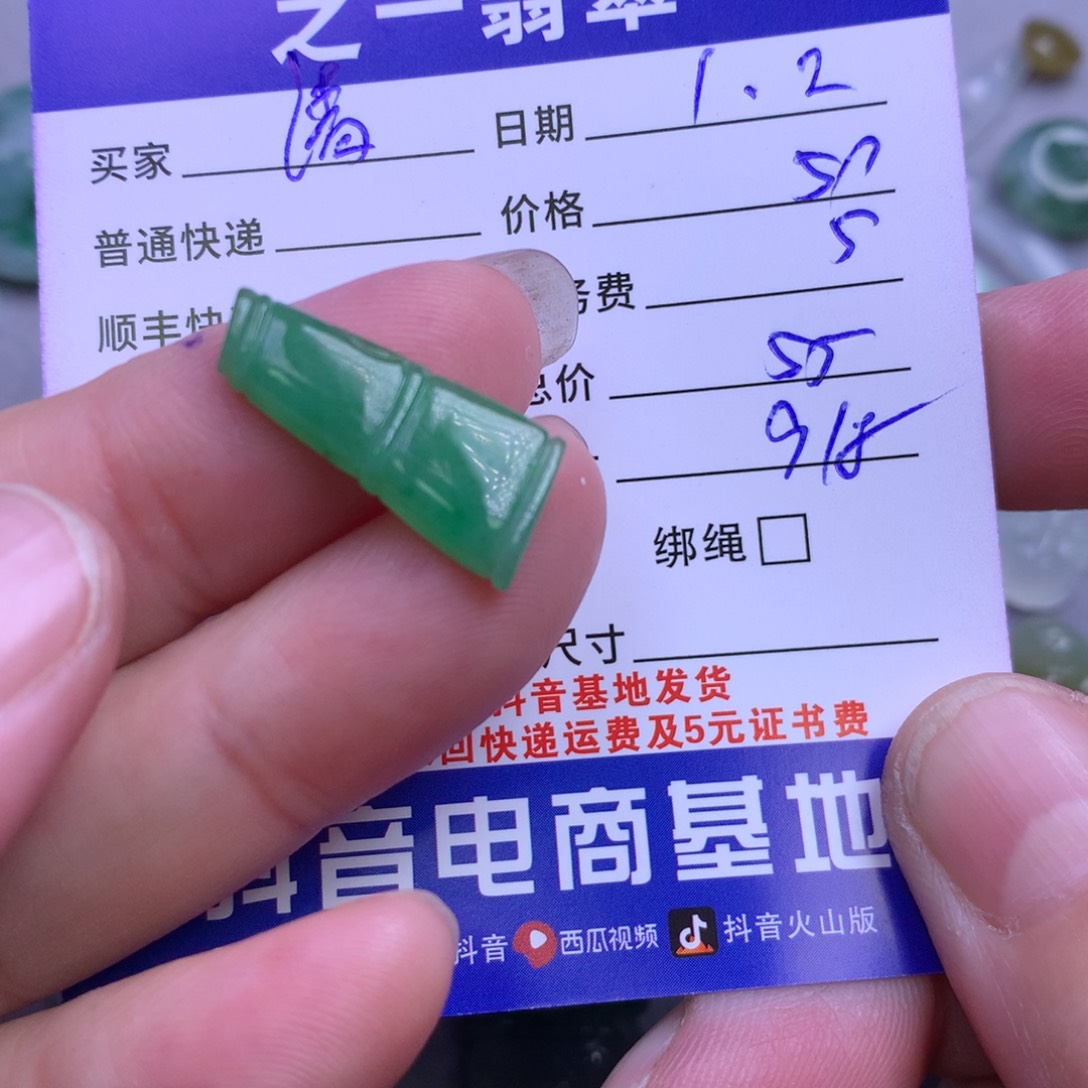 之一翡翠
买家 日期 1.2
普通快递 价格
顺丰快 务费 5
总价 55
918
绑绳
尺寸
抖音基地发货
回快递运费及5元证书费
抖音电商基地
抖音 西瓜视频 抖音火山版